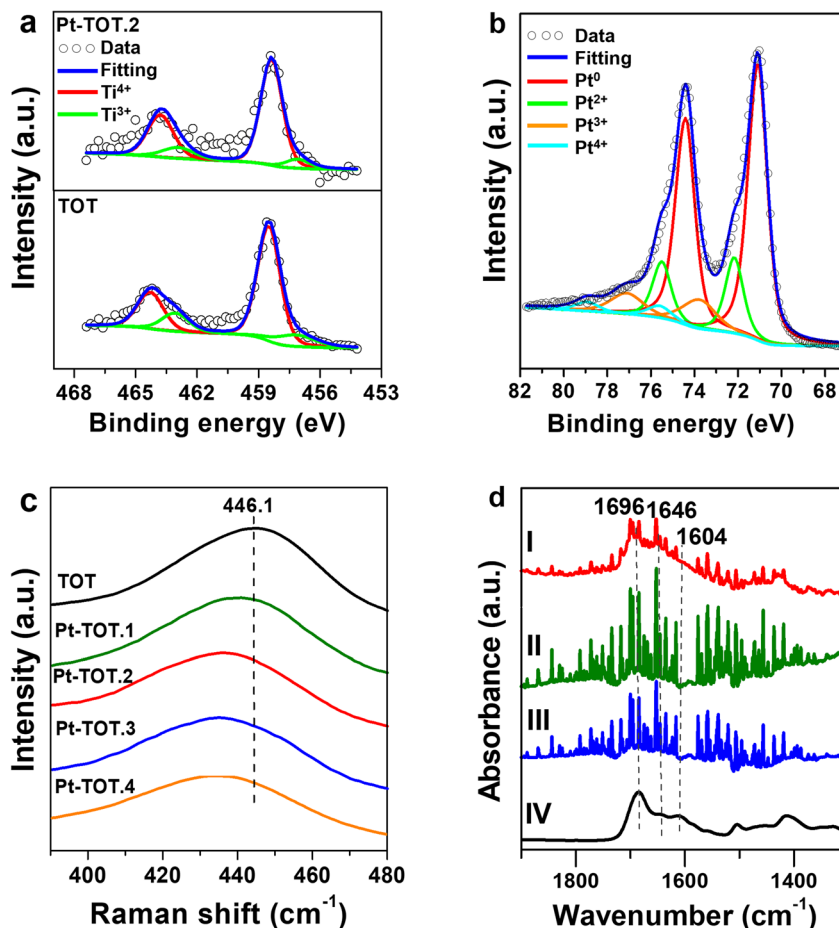 a
Pt-TOT.2
Data
Fitting
Ti⁴⁺
Ti³⁺
TOT
Intensity (a.u.)
468 465 462 459 456 453
Binding energy (eV)
b
Data
Fitting
Pt⁰
Pt²⁺
Pt³⁺
Pt⁴⁺
Intensity (a.u.)
82 80 78 76 74 72 70 68
Binding energy (eV)
c
446.1
TOT
Pt-TOT.1
Pt-TOT.2
Pt-TOT.3
Pt-TOT.4
Intensity (a.u.)
400 420 440 460 480
Raman shift (cm⁻¹)
d
1696 1646
1604
I
II
III
IV
Absorbance (a.u.)
1800 1600 1400
Wavenumber (cm⁻¹)